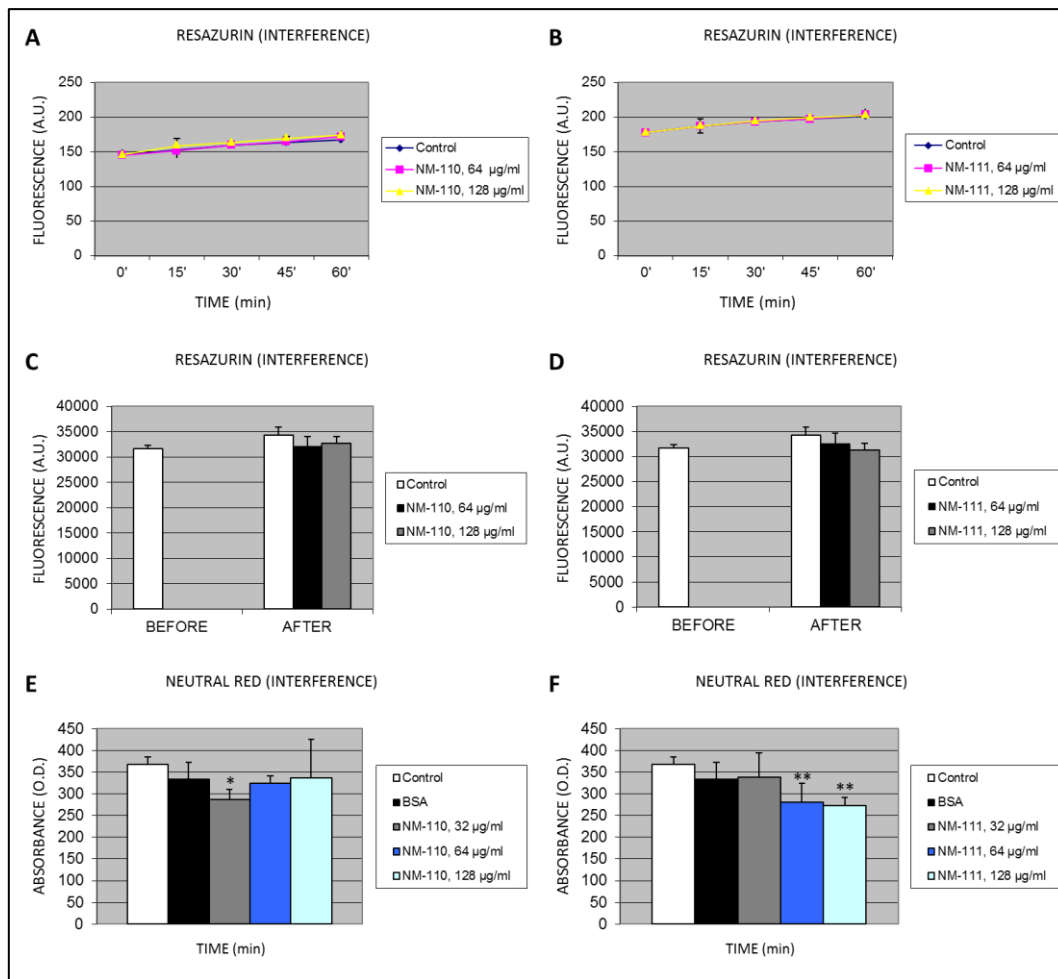 A
RESAZURIN (INTERFERENCE)
FLUORESCENCE (A.U.)
250
200
150
100
50
0
0' 15' 30' 45' 60'
TIME (min)
Control
NM-110, 64 µg/ml
NM-110, 128 µg/ml
B
RESAZURIN (INTERFERENCE)
FLUORESCENCE (A.U.)
250
200
150
100
50
0
0' 15' 30' 45' 60'
TIME (min)
Control
NM-111, 64 µg/ml
NM-111, 128 µg/ml
C
RESAZURIN (INTERFERENCE)
FLUORESCENCE (A.U.)
40000
35000
30000
25000
20000
15000
10000
5000
0
BEFORE AFTER
Control
NM-110, 64 µg/ml
NM-110, 128 µg/ml
D
RESAZURIN (INTERFERENCE)
FLUORESCENCE (A.U.)
40000
35000
30000
25000
20000
15000
10000
5000
0
BEFORE AFTER
Control
NM-111, 64 µg/ml
NM-111, 128 µg/ml
E
NEUTRAL RED (INTERFERENCE)
ABSORBANCE (O.D.)
450
400
350
300
250
200
150
100
50
0
*
TIME (min)
Control
BSA
NM-110, 32 µg/ml
NM-110, 64 µg/ml
NM-110, 128 µg/ml
F
NEUTRAL RED (INTERFERENCE)
ABSORBANCE (O.D.)
450
400
350
300
250
200
150
100
50
0
**
**
TIME (min)
Control
BSA
NM-111, 32 µg/ml
NM-111, 64 µg/ml
NM-111, 128 µg/ml